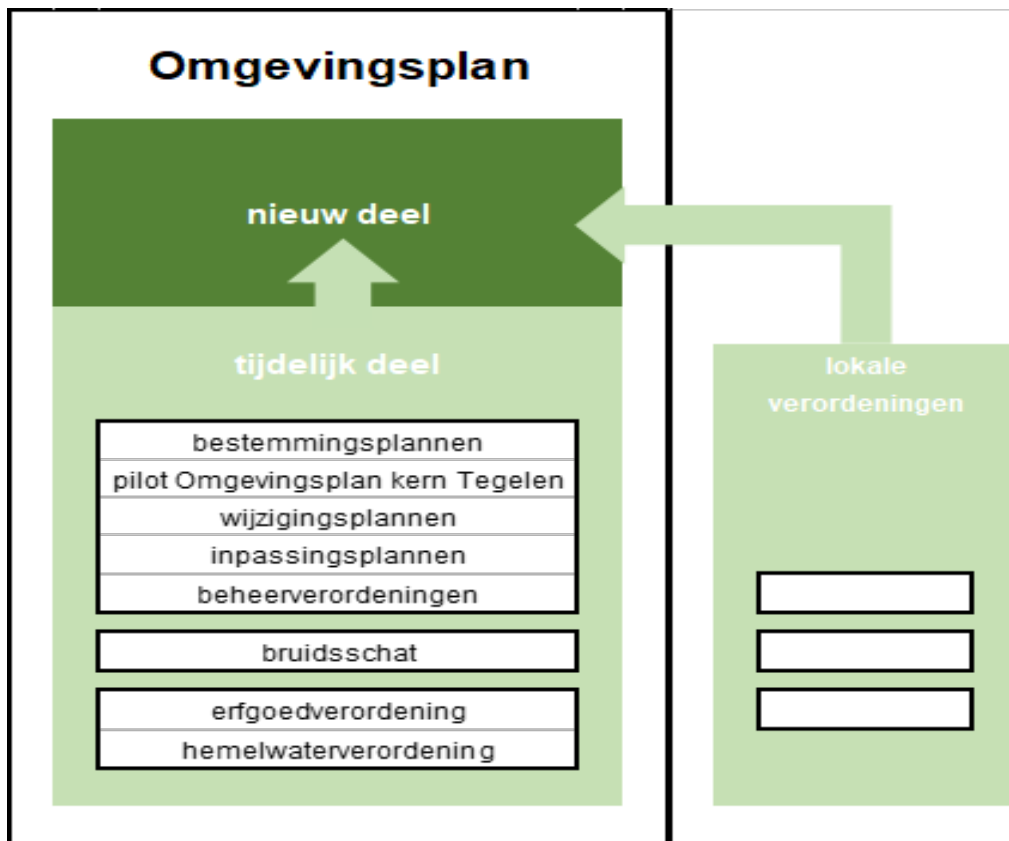 Omgevingsplan
nieuw deel
tijdelijk deel
bestemmingsplannen
pilot Omgevingsplan kern Tegelen
wijzigingsplannen
inpassingsplannen
beheerverordeningen
bruidsschat
erfgoedverordening
hemelwaterverordening
lokale
verordeningen